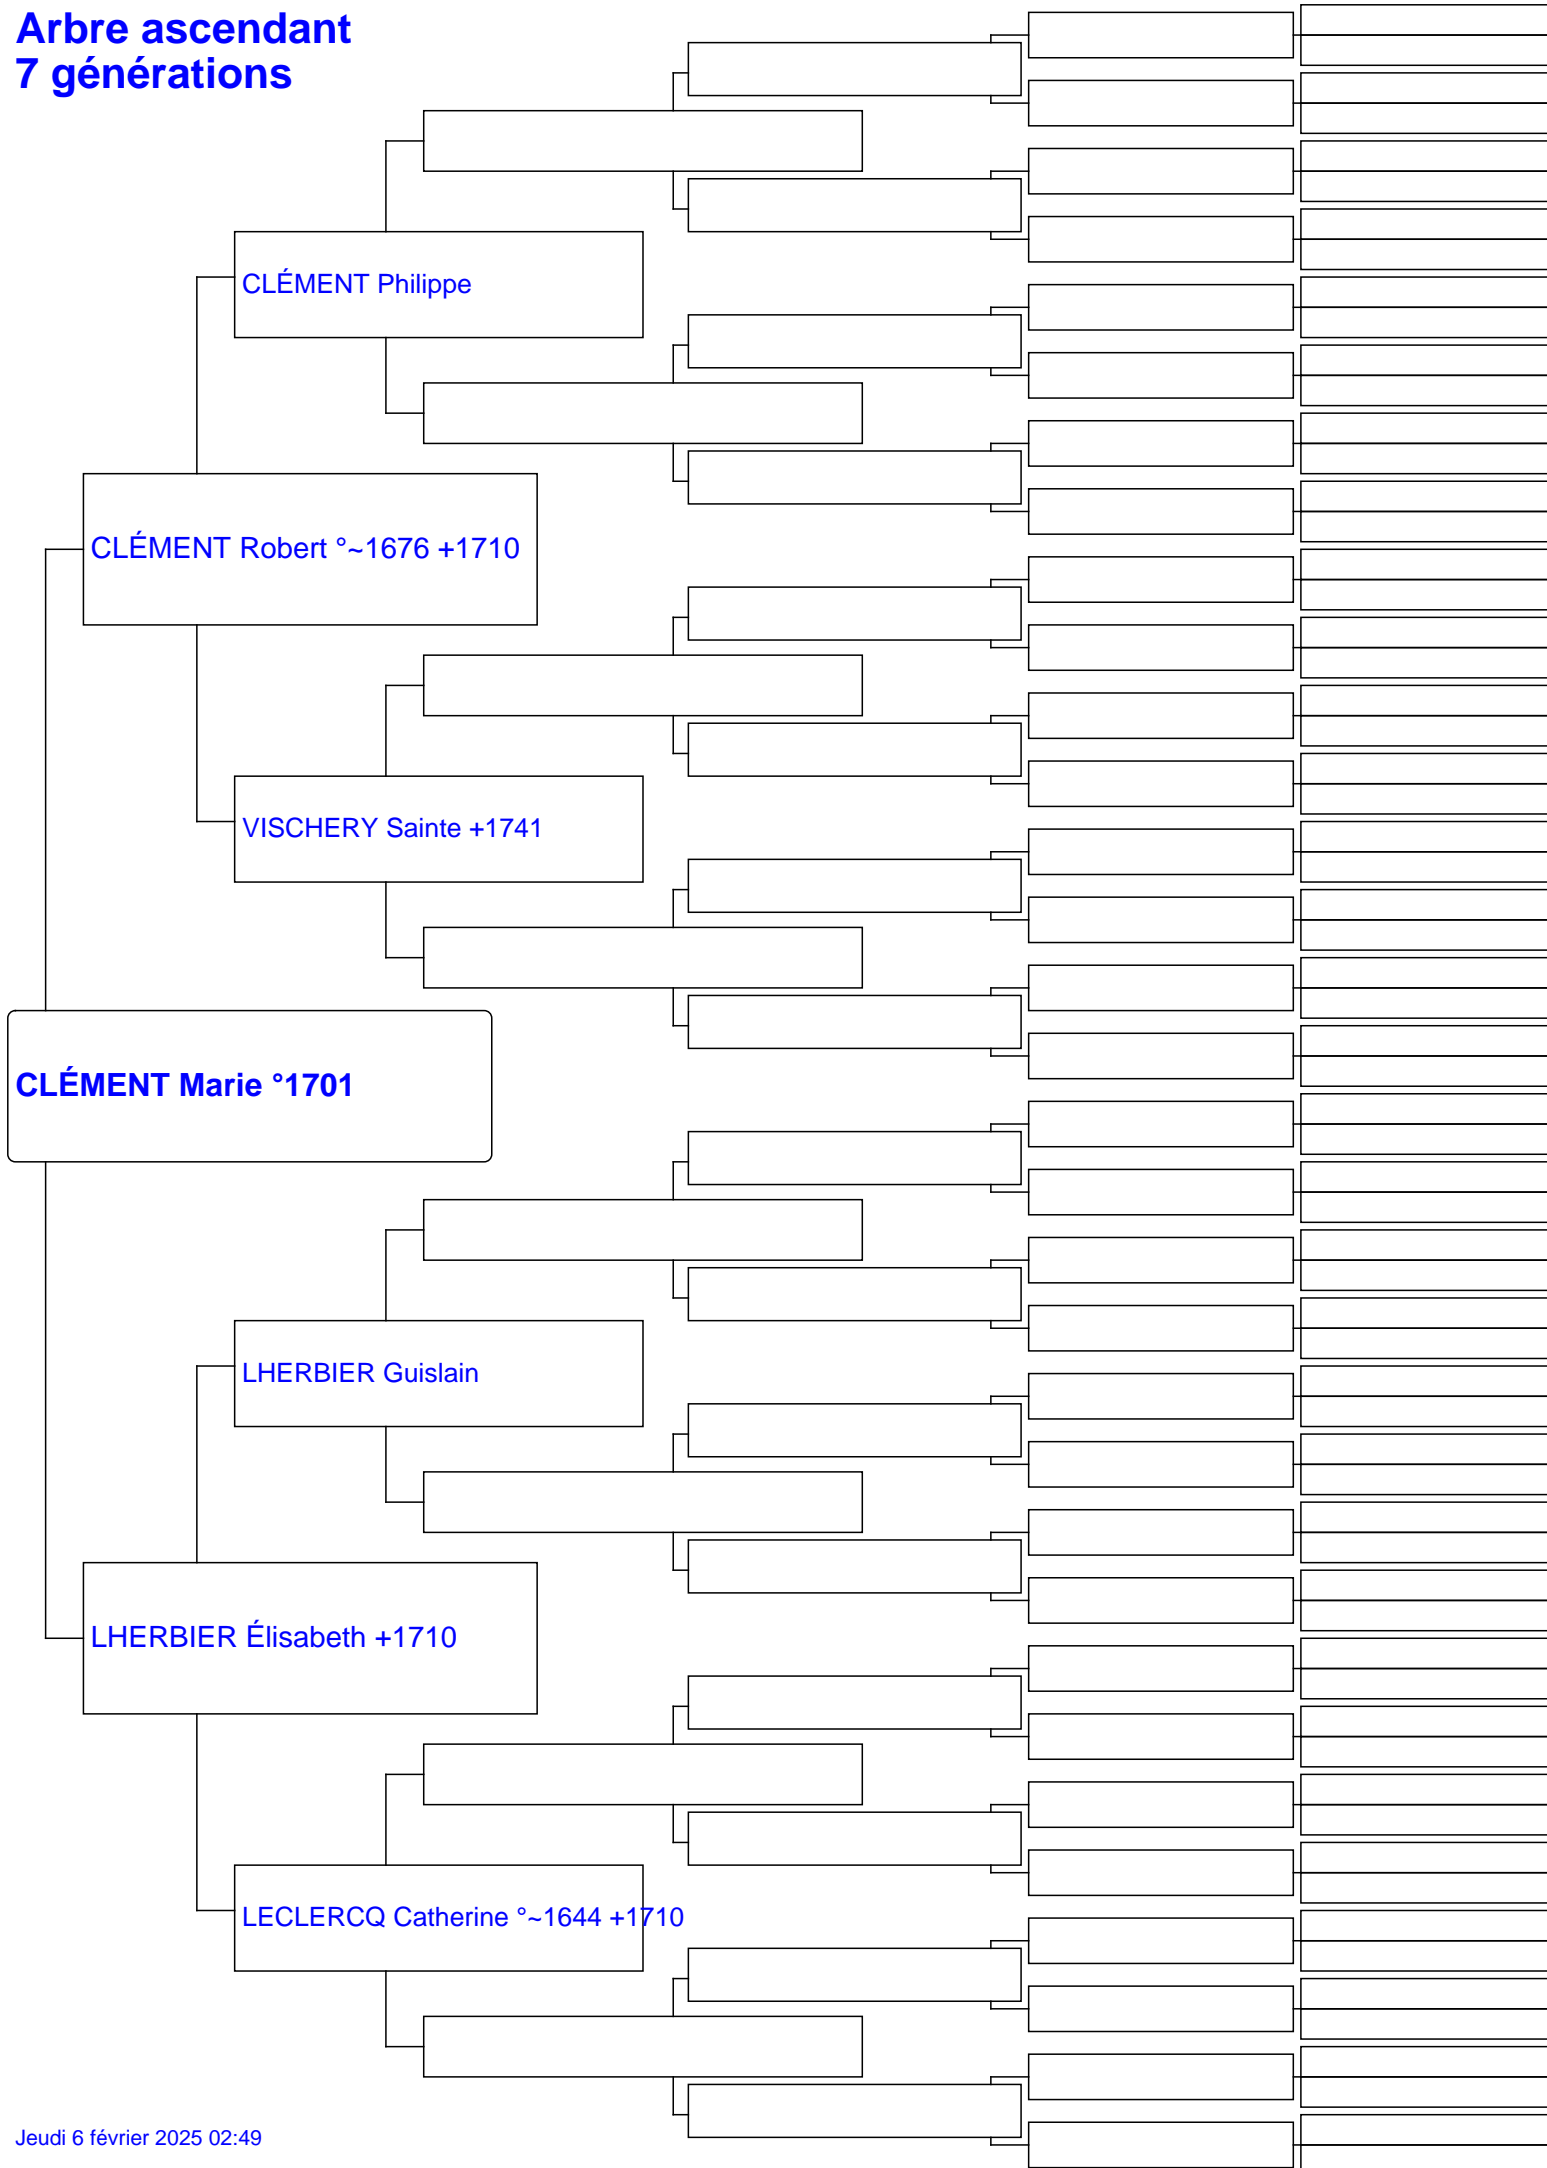 Arbre ascendant
7 générations
CLÉMENT Philippe
CLÉMENT Robert °~1676 +1710
VISCHERY Sainte +1741
CLÉMENT Marie °1701
LHERBIER Guislain
LHERBIER Élisabeth +1710
LECLERCQ Catherine °~1644 +1710
Jeudi 6 février 2025 02:49